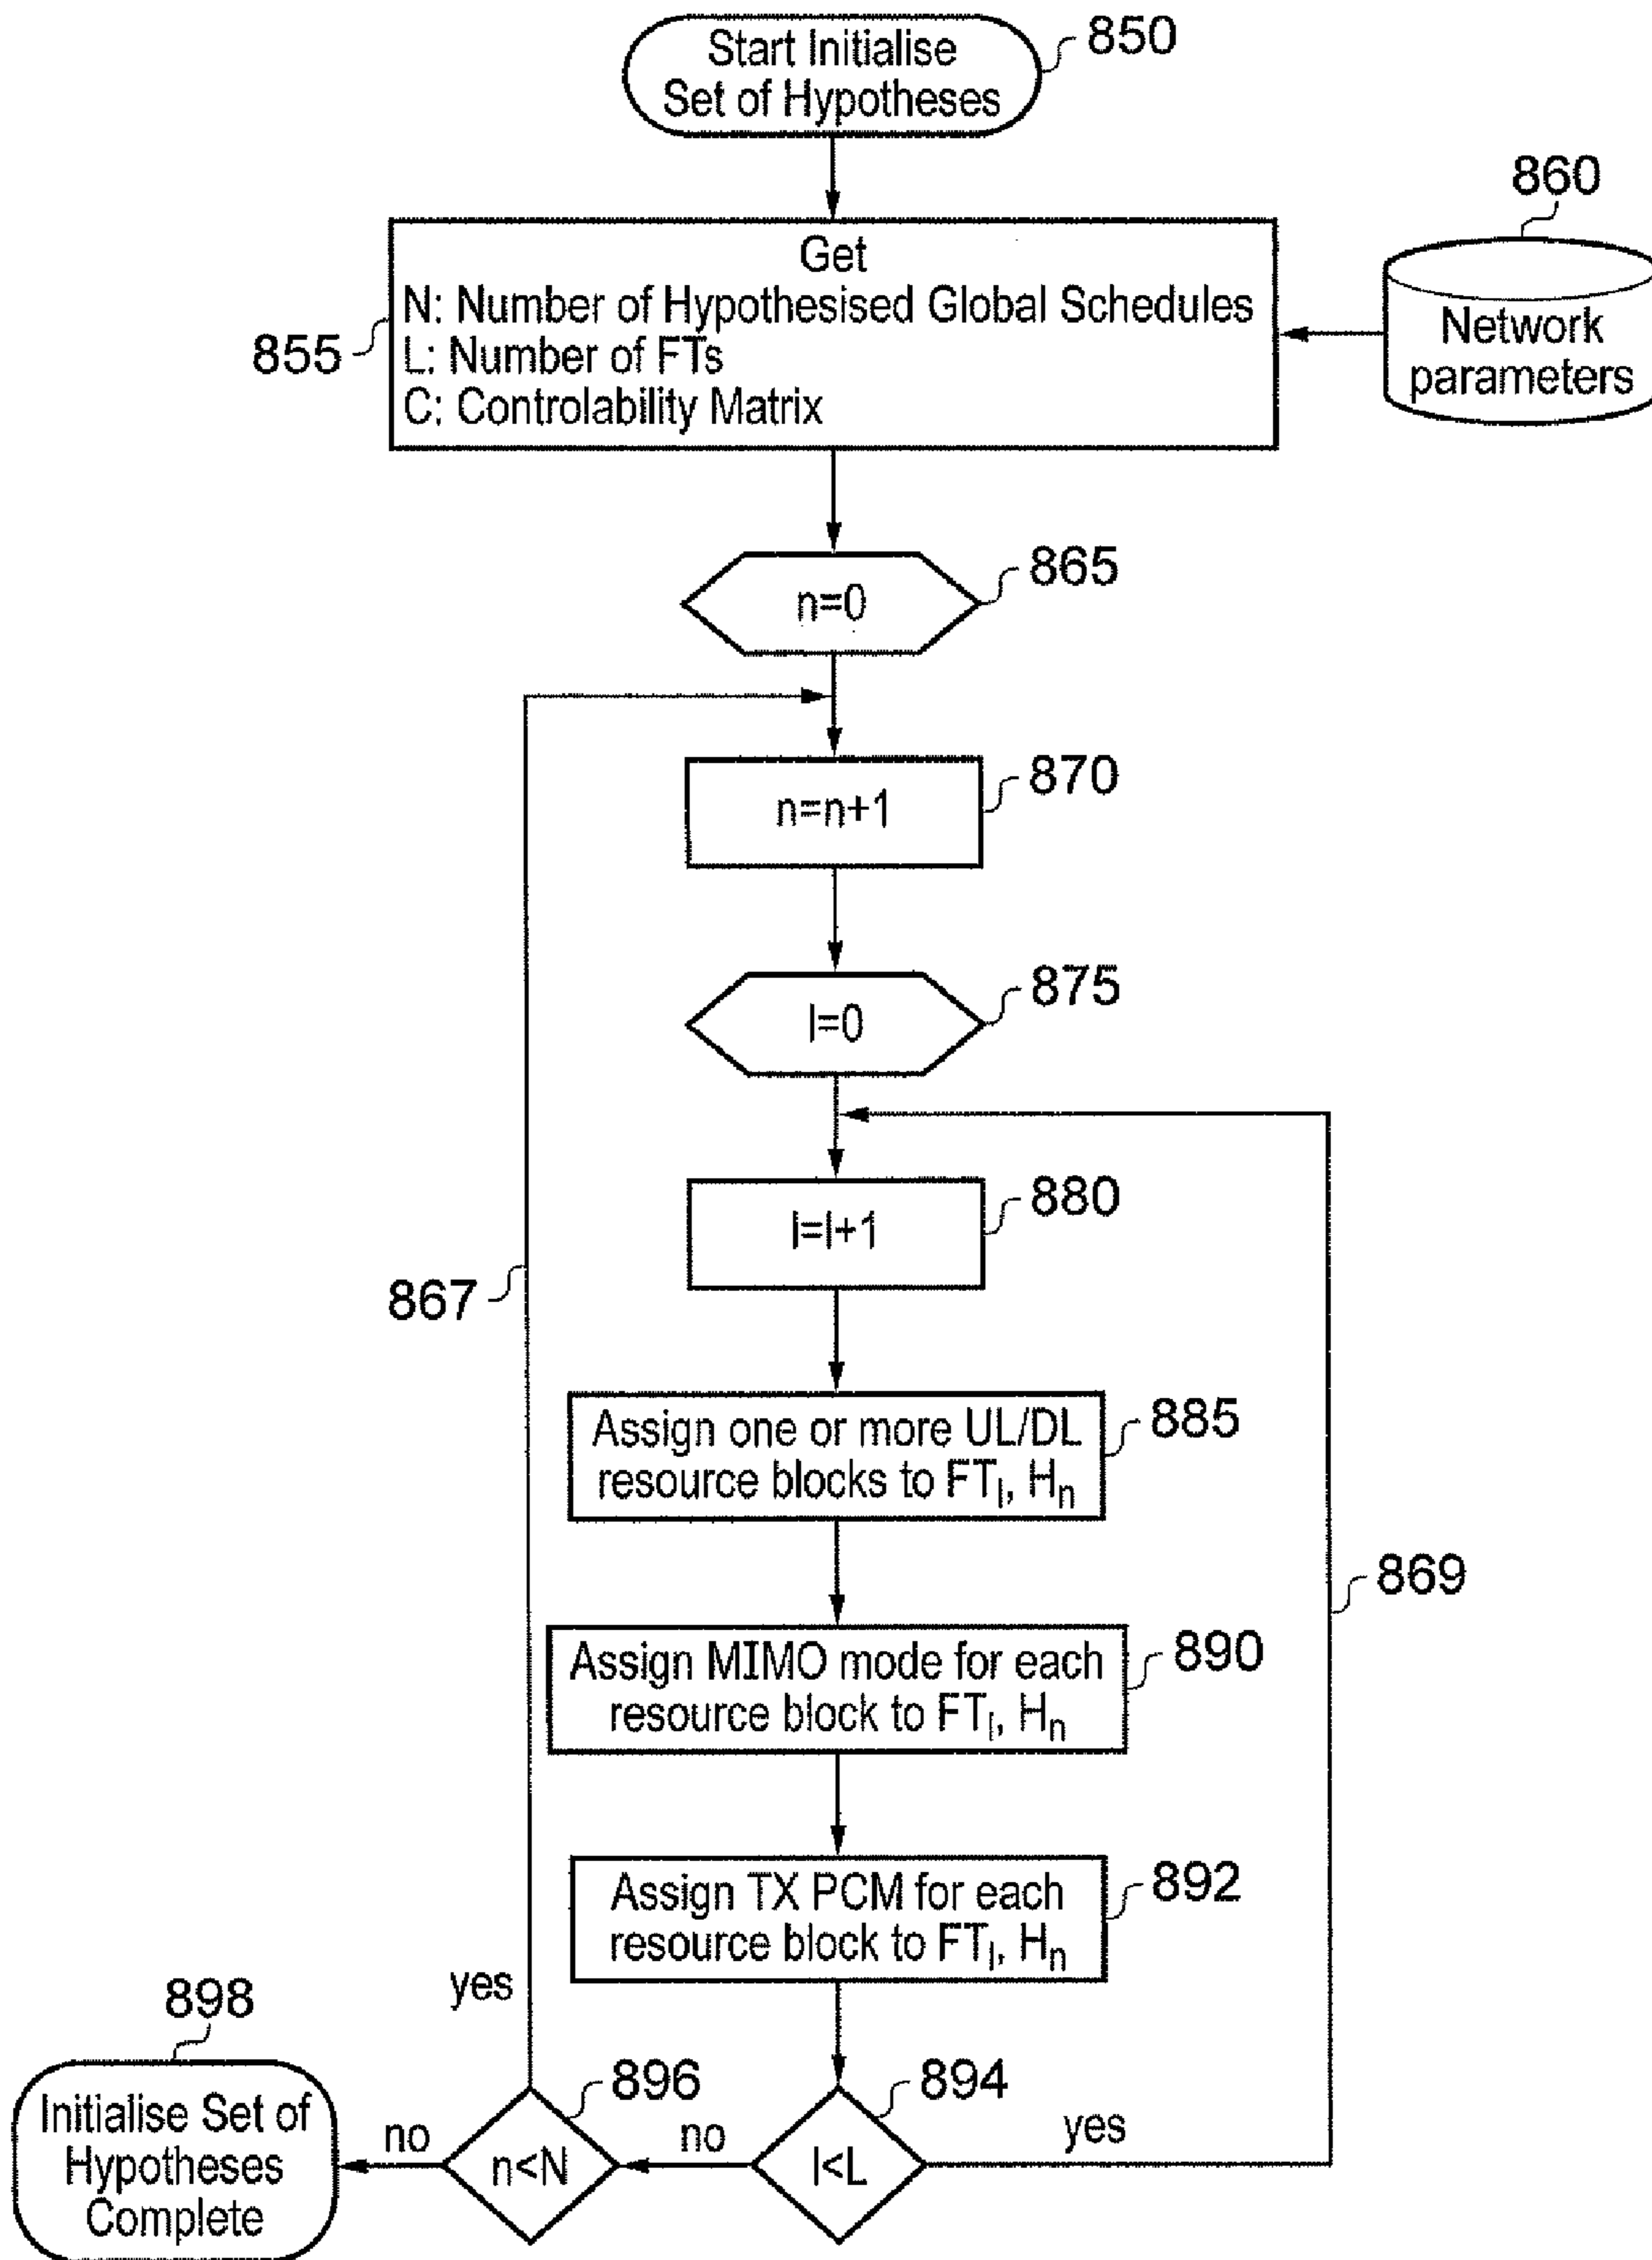 Start Initialise
Set of Hypotheses
850
860
Get
N: Number of Hypothesised Global Schedules
L: Number of FTs
C: Controlability Matrix
855
Network
parameters
n=0
865
n=n+1
870
l=0
875
l=l+1
880
867
Assign one or more UL/DL
resource blocks to FTl, Hn
885
869
Assign MIMO mode for each
resource block to FTl, Hn
890
Assign TX PCM for each
resource block to FTl, Hn
892
yes
898
896
894
Initialise Set of
Hypotheses
Complete
no
n<N
no
l<L
yes